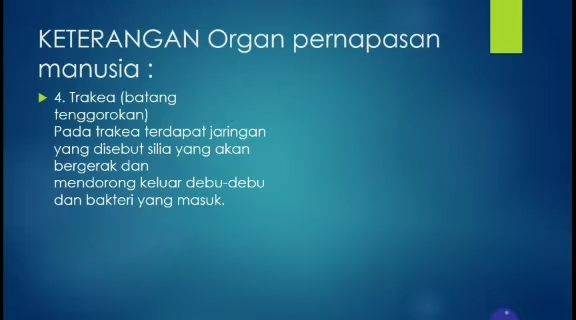 KETERANGAN Organ pernapasan
manusia :
4. Trakea (batang
tenggorokan)
Pada trakea terdapat jaringan
yang disebut silia yang akan
bergerak dan
mendorong keluar debu-debu
dan bakteri yang masuk.